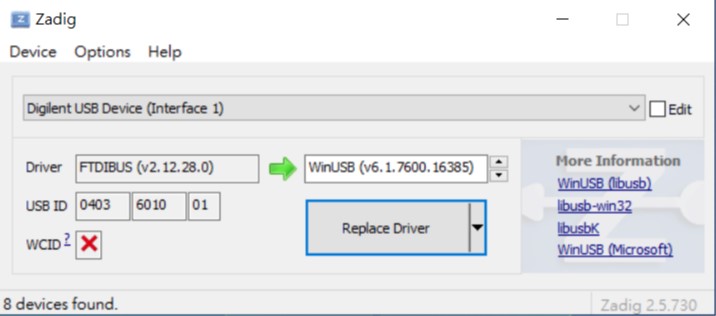 Zadig
Device Options Help
Digilent USB Device (Interface 1)
Edit
Driver FTDIBUS (v2.12.28.0) WinUSB (v6.1.7600.16385)
USB ID 0403 6010 01
WCID ?
Replace Driver
More Information
WinUSB (libusb)
libusb-win32
libusbK
WinUSB (Microsoft)
8 devices found.
Zadig 2.5.730